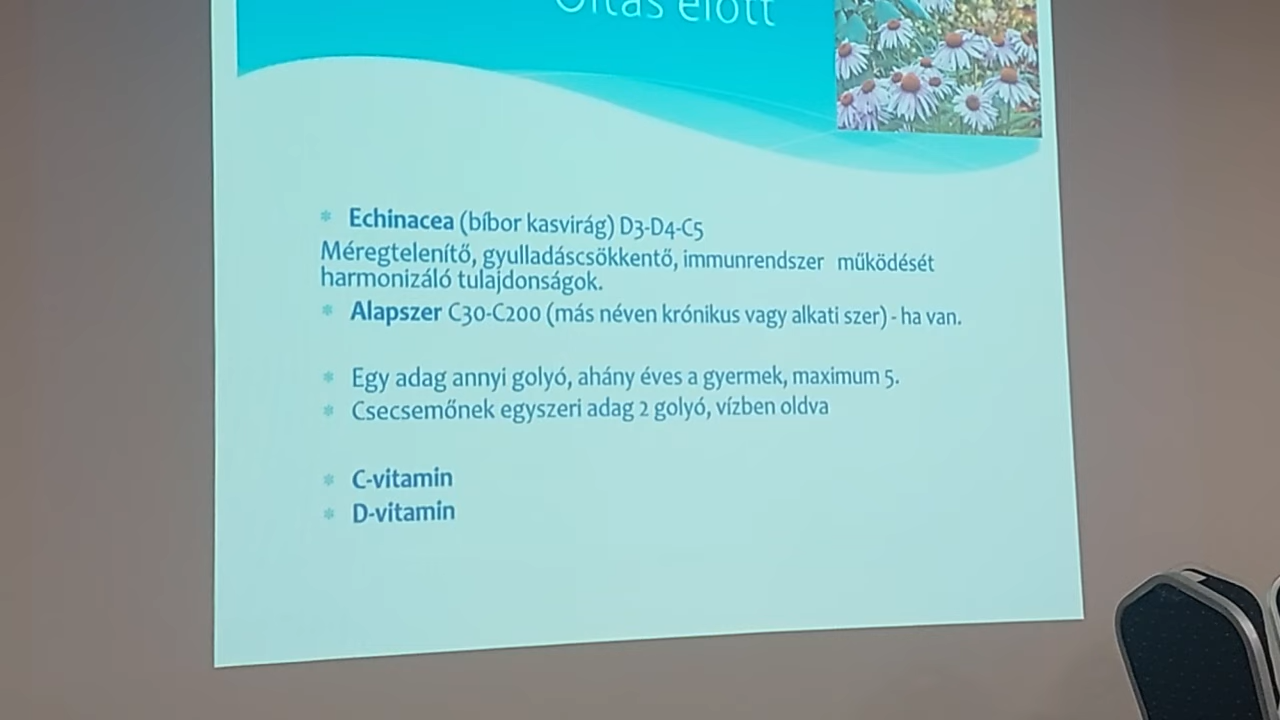 Oltás előtt
Echinacea (bíbor kasvirág) D3-D4-C5
Méregtelenítő, gyulladáscsökkentő, immunrendszer működését
harmonizáló tulajdonságok.
Alapszer C30-C200 (más néven krónikus vagy alkati szer) - ha van.
Egy adag annyi golyó, ahány éves a gyermek, maximum 5.
Csecsemőnek egyszeri adag 2 golyó, vízben oldva
C-vitamin
D-vitamin